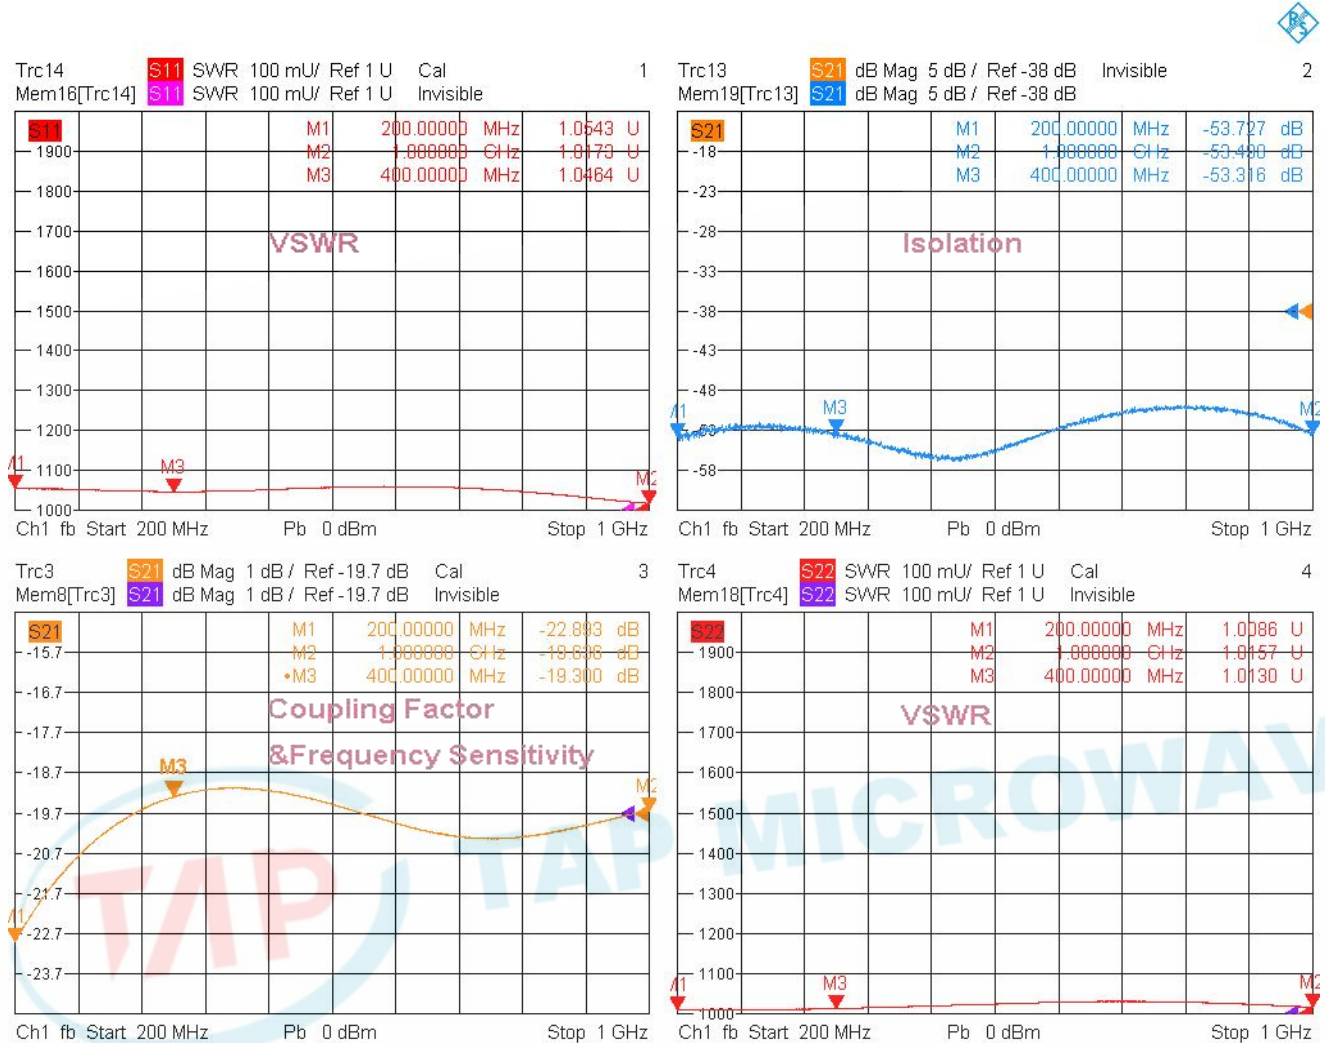 R&S
Trc14 S11 SWR 100 mU/ Ref 1 U Cal 1
Mem16[Trc14] S11 SWR 100 mU/ Ref 1 U Invisible
S11
M1 200.00000 MHz 1.0543 U
M2 1.000000 GHz 1.0173 U
M3 400.00000 MHz 1.0464 U
1900
1800
1700
VSWR
1600
1500
1400
1300
1200
1100
M3
M2
1000
Ch1 fb Start 200 MHz Pb 0 dBm Stop 1 GHz
Trc13 S21 dB Mag 5 dB / Ref -38 dB Invisible 2
Mem19[Trc13] S21 dB Mag 5 dB / Ref -38 dB
S21
M1 200.00000 MHz -53.727 dB
M2 1.000000 GHz dB
M3 400.00000 MHz -53.316 dB
-18
-23
-28
Isolation
-33
-38
-43
-48
M3
M2
-53
-58
Ch1 fb Start 200 MHz Pb 0 dBm Stop 1 GHz
Trc3 S21 dB Mag 1 dB / Ref -19.7 dB Cal 3
Mem8[Trc3] S21 dB Mag 1 dB / Ref -19.7 dB Invisible
S21
M1 200.00000 MHz -22.893 dB
M2 1.000000 GHz dB
•M3 400.00000 MHz -19.300 dB
-15.7
-16.7
Coupling Factor
-17.7
&Frequency Sensitivity
-18.7
M3
M2
-19.7
-20.7
-21.7
-22.7
-23.7
Ch1 fb Start 200 MHz Pb 0 dBm Stop 1 GHz
Trc4 S22 SWR 100 mU/ Ref 1 U Cal 4
Mem18[Trc4] S22 SWR 100 mU/ Ref 1 U Invisible
S22
M1 200.00000 MHz 1.0086 U
M2 1.000000 GHz 1.0157 U
M3 400.00000 MHz 1.0130 U
1900
1800
VSWR
1700
1600
1500
1400
1300
1200
1100
M3
M2
1000
Ch1 fb Start 200 MHz Pb 0 dBm Stop 1 GHz
TAP
TAP MICROWAV